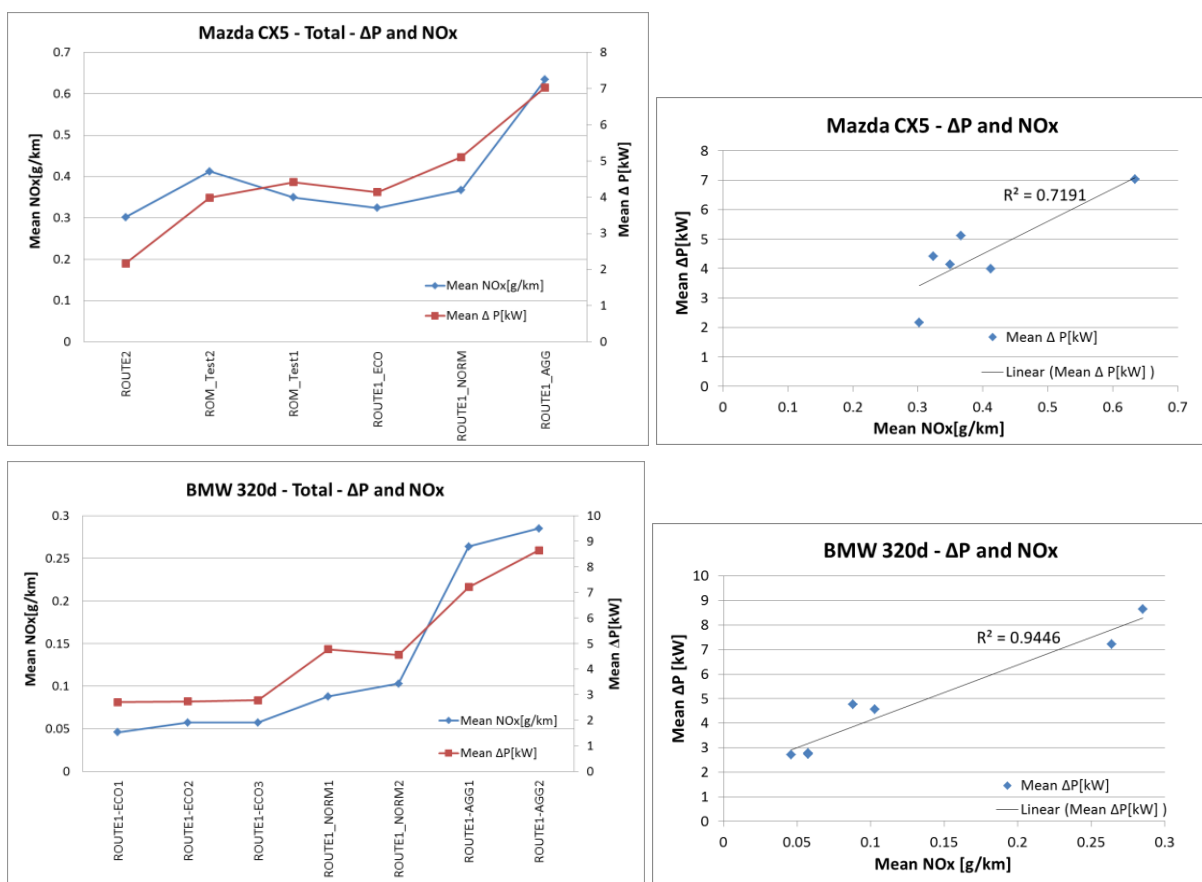 Mazda CX5 - Total - ΔP and NOx
0.7
0.6
0.5
0.4
0.3
0.2
0.1
0
Mean NOx[g/km]
8
7
6
5
4
3
2
1
0
Mean Δ P[kW]
Mean NOx[g/km]
Mean Δ P[kW]
ROUTE2
ROM_Test2
ROM_Test1
ROUTE1_ECO
ROUTE1_NORM
ROUTE1_AGG
Mazda CX5 - ΔP and NOx
8
7
6
5
4
3
2
1
0
Mean ΔP[kW]
R² = 0.7191
Mean Δ P[kW]
Linear (Mean Δ P[kW] )
0 0.1 0.2 0.3 0.4 0.5 0.6 0.7
Mean NOx[g/km]
BMW 320d - Total - ΔP and NOx
0.3
0.25
0.2
0.15
0.1
0.05
0
Mean NOx[g/km]
10
9
8
7
6
5
4
3
2
1
0
Mean ΔP[kW]
Mean NOx[g/km]
Mean ΔP[kW]
ROUTE1-ECO1
ROUTE1-ECO2
ROUTE1-ECO3
ROUTE1_NORM1
ROUTE1_NORM2
ROUTE1-AGG1
ROUTE1-AGG2
BMW 320d - ΔP and NOx
10
9
8
7
6
5
4
3
2
1
0
Mean ΔP [kW]
R² = 0.9446
Mean ΔP[kW]
Linear (Mean ΔP[kW] )
0 0.05 0.1 0.15 0.2 0.25 0.3
Mean NOx [g/km]